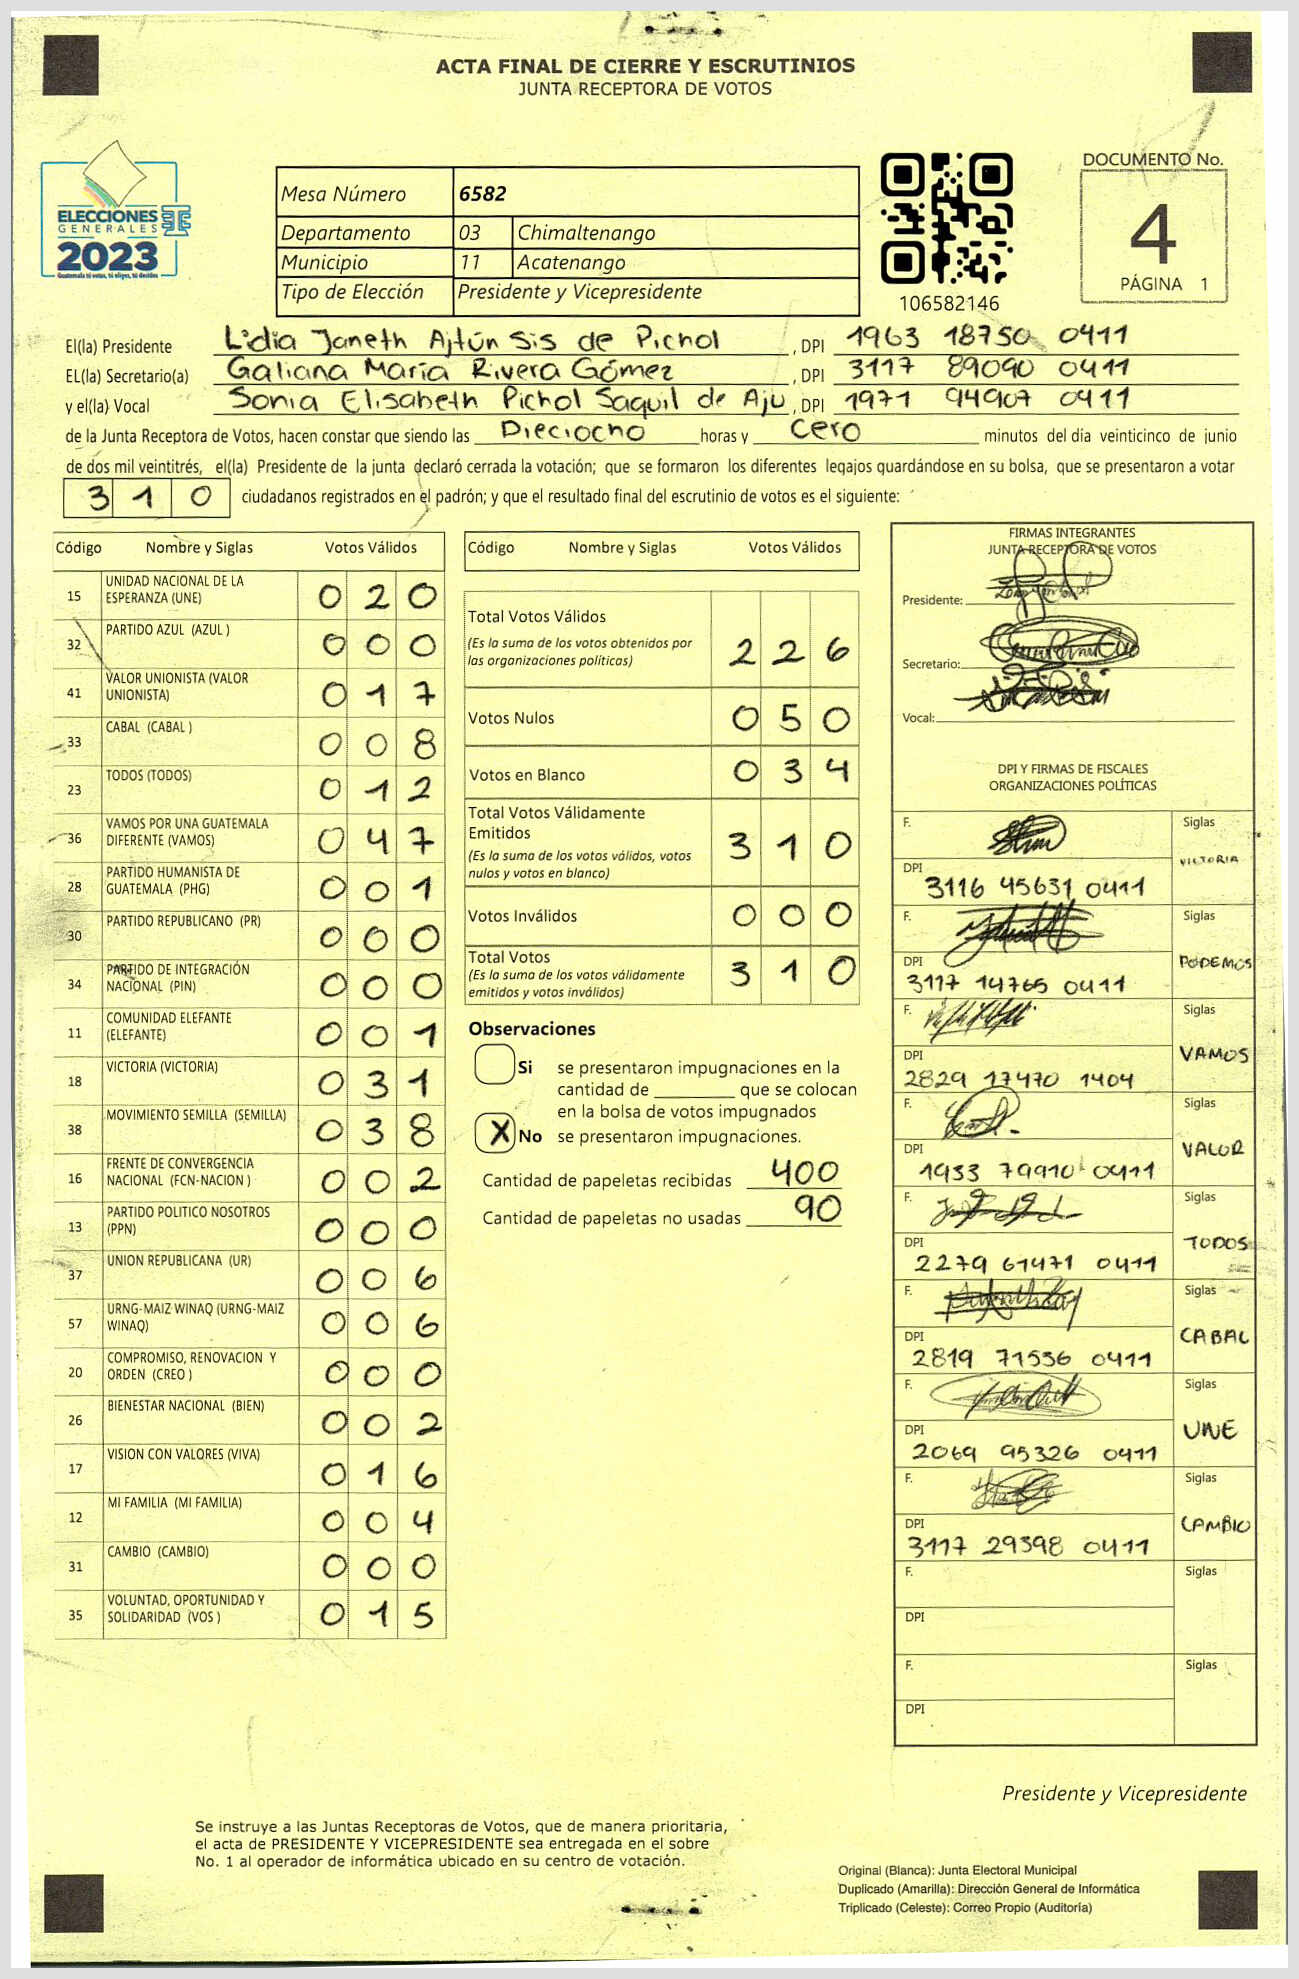 ACTA FINAL DE CIERRE Y ESCRUTINIOS
JUNTA RECEPTORA DE VOTOS
ELECCIONES
GENERALES
2023
Guatemala tú votas, tú eliges, tú decides
Mesa Número 6582
Departamento 03 Chimaltenango
Municipio 11 Acatenango
Tipo de Elección Presidente y Vicepresidente
106582146
DOCUMENTO No.
4
PÁGINA 1
El(la) Presidente Lidia Janeth Ajtún Sis de Pichol , DPI 1963 18750 0411
EL(la) Secretario(a) Galiana María Rivera Gómez , DPI 3117 89090 0411
y el(la) Vocal Sonia Elisabeth Pichol Saquil de Aju , DPI 1971 94907 0411
de la Junta Receptora de Votos, hacen constar que siendo las Dieciocho horas y Cero minutos del día veinticinco de junio
de dos mil veintitrés, el(la) Presidente de la junta declaró cerrada la votación; que se formaron los diferentes legajos guardándose en su bolsa, que se presentaron a votar
3 1 0 ciudadanos registrados en el padrón; y que el resultado final del escrutinio de votos es el siguiente:
Código Nombre y Siglas Votos Válidos
15 UNIDAD NACIONAL DE LA
ESPERANZA (UNE) 0 2 0
32 PARTIDO AZUL (AZUL ) 0 0 0
41 VALOR UNIONISTA (VALOR
UNIONISTA) 0 1 7
33 CABAL (CABAL ) 0 0 8
23 TODOS (TODOS) 0 1 2
36 VAMOS POR UNA GUATEMALA
DIFERENTE (VAMOS) 0 4 7
28 PARTIDO HUMANISTA DE
GUATEMALA (PHG) 0 0 1
30 PARTIDO REPUBLICANO (PR) 0 0 0
34 PARTIDO DE INTEGRACIÓN
NACIONAL (PIN) 0 0 0
11 COMUNIDAD ELEFANTE
(ELEFANTE) 0 0 1
18 VICTORIA (VICTORIA) 0 3 1
38 MOVIMIENTO SEMILLA (SEMILLA) 0 3 8
16 FRENTE DE CONVERGENCIA
NACIONAL (FCN-NACION ) 0 0 2
13 PARTIDO POLITICO NOSOTROS
(PPN) 0 0 0
37 UNION REPUBLICANA (UR) 0 0 6
57 URNG-MAIZ WINAQ (URNG-MAIZ
WINAQ) 0 0 6
20 COMPROMISO, RENOVACION Y
ORDEN (CREO ) 0 0 0
26 BIENESTAR NACIONAL (BIEN) 0 0 2
17 VISION CON VALORES (VIVA) 0 1 6
12 MI FAMILIA (MI FAMILIA) 0 0 4
31 CAMBIO (CAMBIO) 0 0 0
35 VOLUNTAD, OPORTUNIDAD Y
SOLIDARIDAD (VOS ) 0 1 5
Código Nombre y Siglas Votos Válidos
Total Votos Válidos
(Es la suma de los votos obtenidos por
las organizaciones políticas) 2 2 6
Votos Nulos 0 5 0
Votos en Blanco 0 3 4
Total Votos Válidamente
Emitidos
(Es la suma de los votos válidos, votos
nulos y votos en blanco) 3 1 0
Votos Inválidos 0 0 0
Total Votos
(Es la suma de los votos válidamente
emitidos y votos inválidos) 3 1 0
Observaciones
Si se presentaron impugnaciones en la
cantidad de ________ que se colocan
en la bolsa de votos impugnados
X No se presentaron impugnaciones.
Cantidad de papeletas recibidas 400
Cantidad de papeletas no usadas 90
FIRMAS INTEGRANTES
JUNTA RECEPTORA DE VOTOS
Presidente:
Secretario:
Vocal:
DPI Y FIRMAS DE FISCALES
ORGANIZACIONES POLÍTICAS
F. Siglas
VICTORIA
DPI
3116 45631 0411
F. Siglas
PODEMOS
DPI
3117 14765 0411
F. Siglas
VAMOS
DPI
2829 17470 1404
F. Siglas
VALOR
DPI
1933 79910 0411
F. Siglas
TODOS
DPI
2279 61471 0411
F. Siglas
CABAL
DPI
2819 71536 0411
F. Siglas
UNE
DPI
2069 95326 0411
F. Siglas
CAMBIO
DPI
3117 29398 0411
F. Siglas
DPI
F. Siglas
DPI
Presidente y Vicepresidente
Se instruye a las Juntas Receptoras de Votos, que de manera prioritaria,
el acta de PRESIDENTE Y VICEPRESIDENTE sea entregada en el sobre
No. 1 al operador de informática ubicado en su centro de votación.
Original (Blanca): Junta Electoral Municipal
Duplicado (Amarilla): Dirección General de Informática
Triplicado (Celeste): Correo Propio (Auditoría)